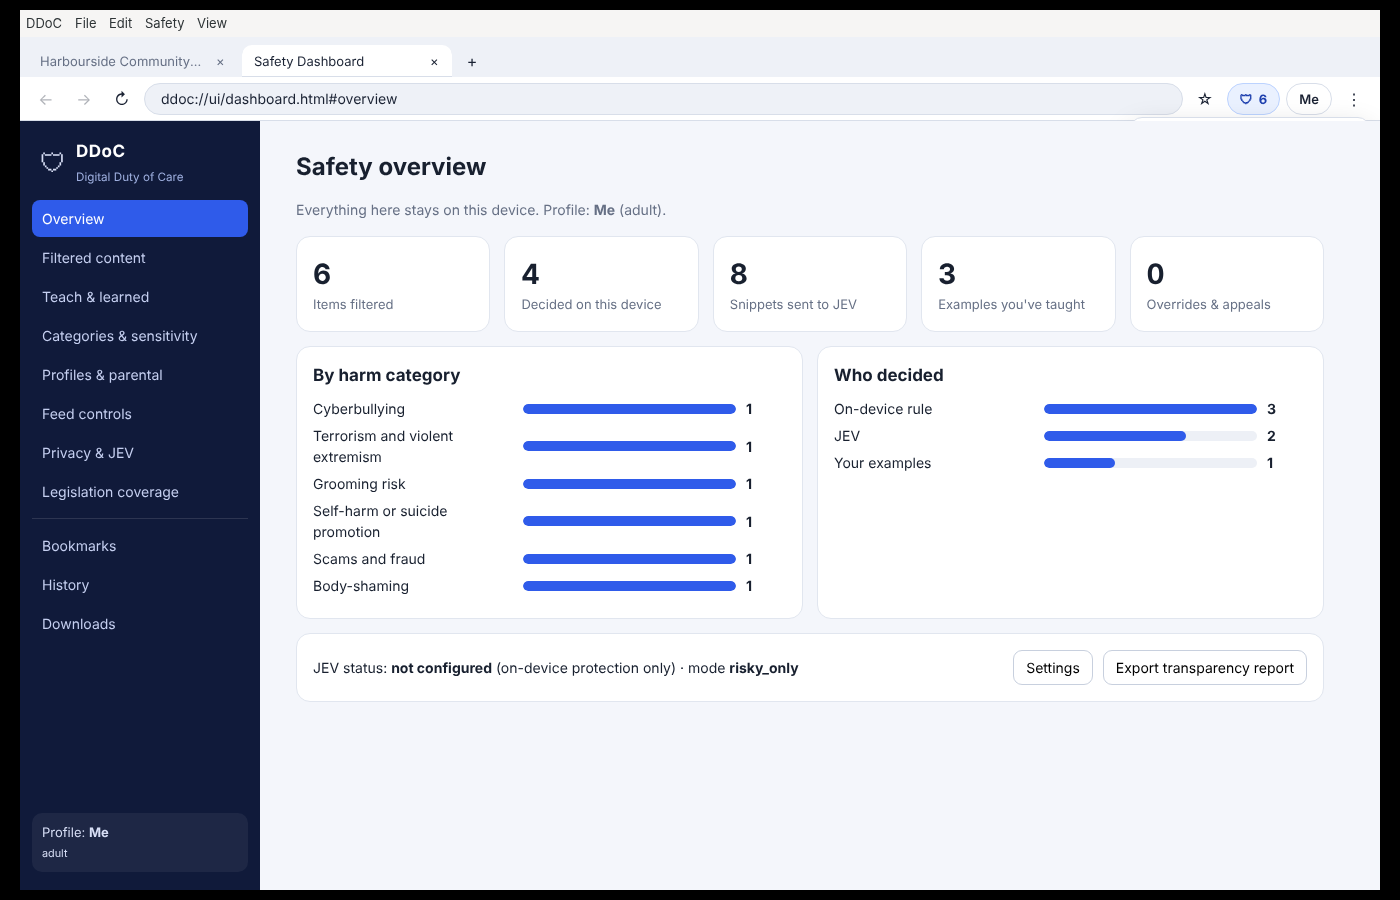 DDoC File Edit Safety View
Harbourside Community... × Safety Dashboard × +
ddoc://ui/dashboard.html#overview 6 Me
DDoC
Digital Duty of Care
Overview
Filtered content
Teach & learned
Categories & sensitivity
Profiles & parental
Feed controls
Privacy & JEV
Legislation coverage
Bookmarks
History
Downloads
Profile: Me
adult
Safety overview
Everything here stays on this device. Profile: Me (adult).
6
Items filtered
4
Decided on this device
8
Snippets sent to JEV
3
Examples you've taught
0
Overrides & appeals
By harm category
Cyberbullying 1
Terrorism and violent
extremism 1
Grooming risk 1
Self-harm or suicide
promotion 1
Scams and fraud 1
Body-shaming 1
Who decided
On-device rule 3
JEV 2
Your examples 1
JEV status: not configured (on-device protection only) · mode risky_only Settings Export transparency report